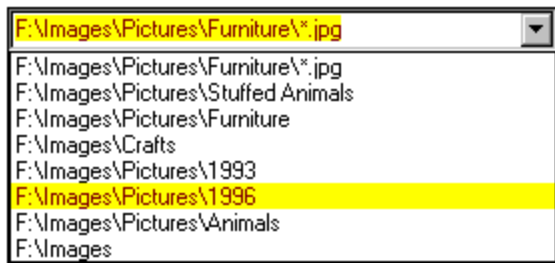 F:\Images\Pictures\Furniture\*.jpg
F:\Images\Pictures\Furniture\*.jpg
F:\Images\Pictures\Stuffed Animals
F:\Images\Pictures\Furniture
F:\Images\Crafts
F:\Images\Pictures\1993
F:\Images\Pictures\1996
F:\Images\Pictures\Animals
F:\Images